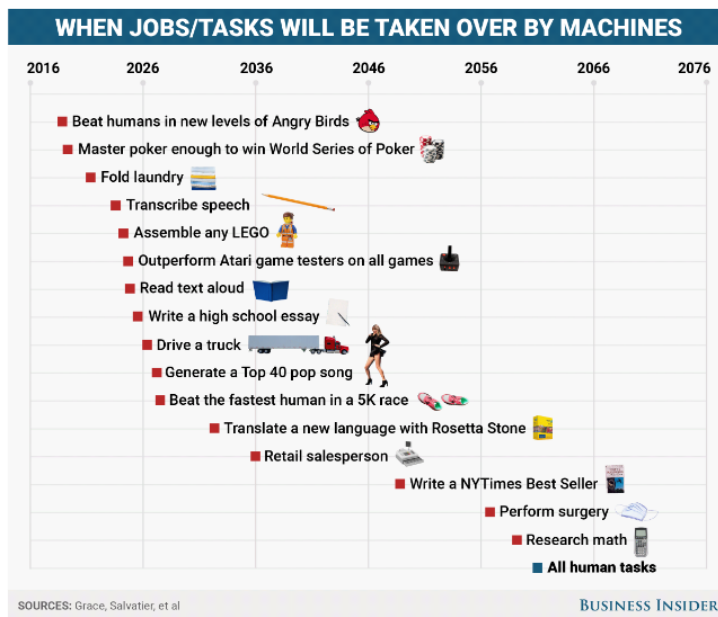 WHEN JOBS/TASKS WILL BE TAKEN OVER BY MACHINES
2016 2026 2036 2046 2056 2066 2076
Beat humans in new levels of Angry Birds
Master poker enough to win World Series of Poker
Fold laundry
Transcribe speech
Assemble any LEGO
Outperform Atari game testers on all games
Read text aloud
Write a high school essay
Drive a truck
Generate a Top 40 pop song
Beat the fastest human in a 5K race
Translate a new language with Rosetta Stone
Retail salesperson
Write a NYTimes Best Seller
Perform surgery
Research math
All human tasks
SOURCES: Grace, Salvatier, et al
BUSINESS INSIDER